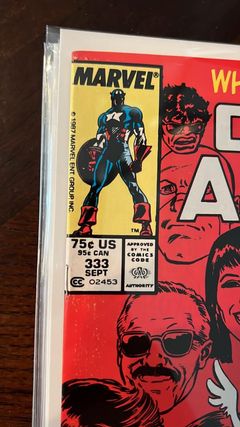 MARVEL®
© 1987 MARVEL ENT. GROUP, INC.
™
75¢ US
95¢ CAN
333
SEPT
CC 02453
APPROVED
BY THE
COMICS
CODE
AUTHORITY
WH